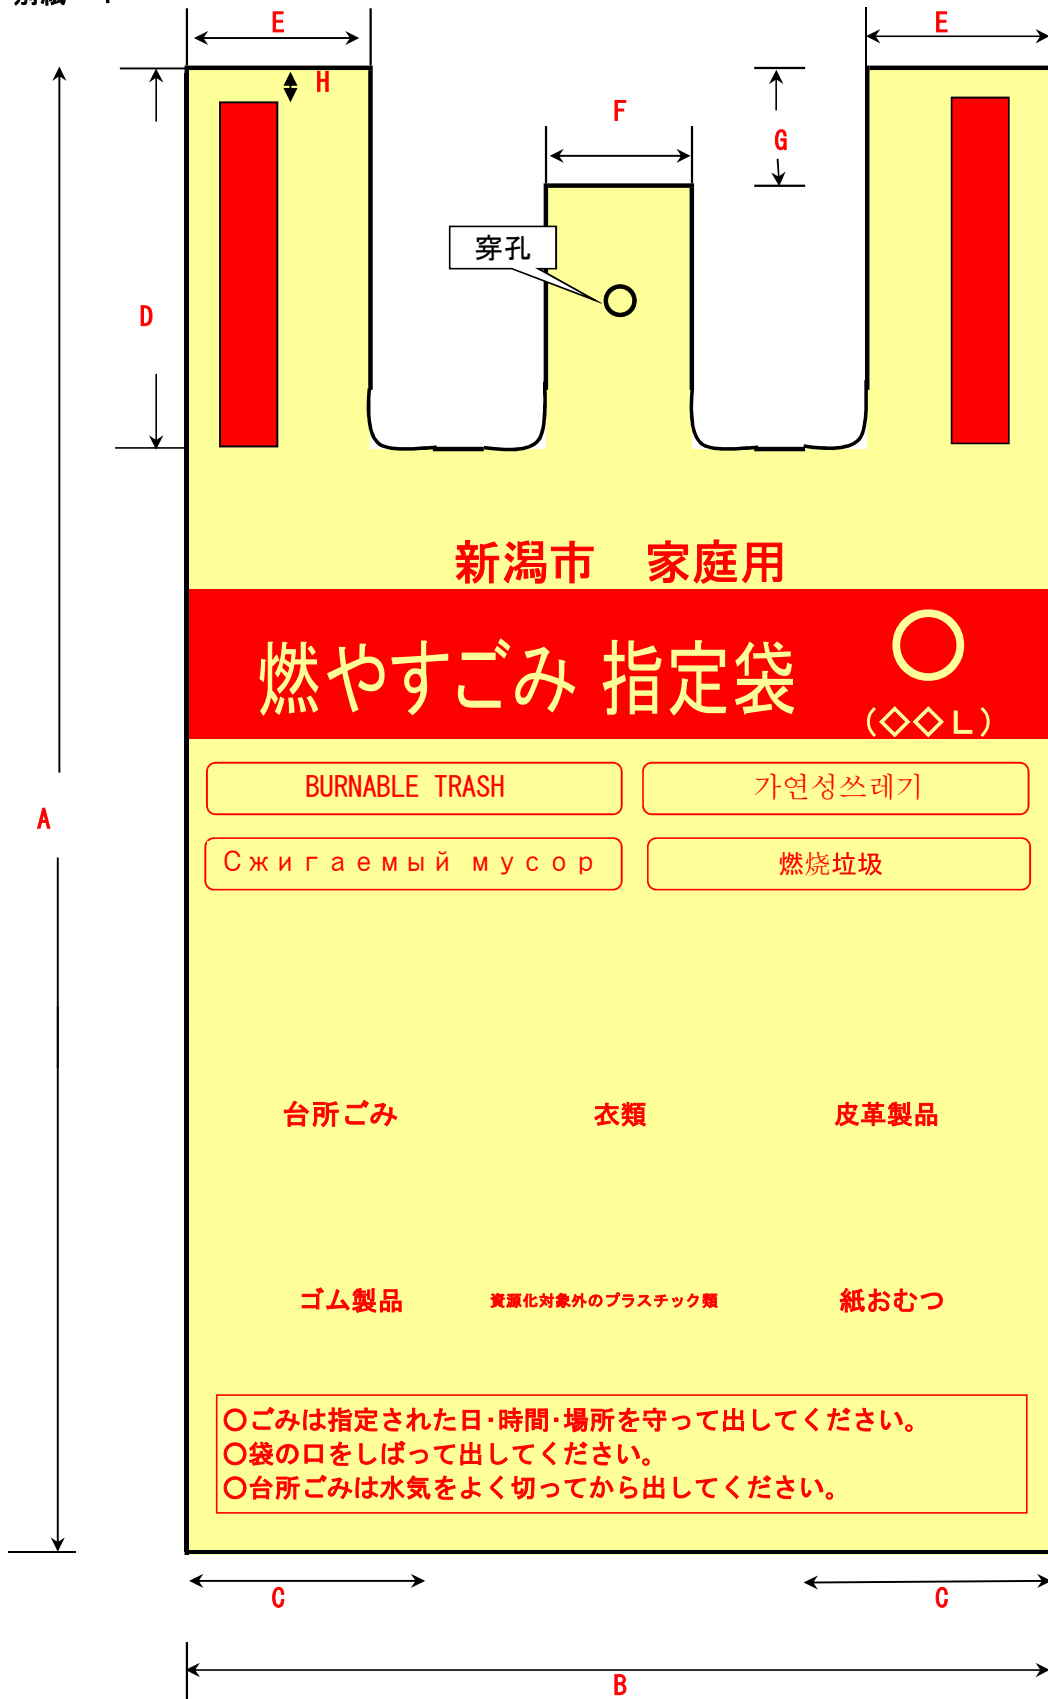 E
E
H
F
G
穿孔
D
新潟市　家庭用
燃やすごみ 指定袋
○
(◇◇L)
A
BURNABLE TRASH
가연성쓰레기
Сжигаемый мусор
燃烧垃圾
台所ごみ
衣類
皮革製品
ゴム製品
資源化対象外のプラスチック類
紙おむつ
○ごみは指定された日・時間・場所を守って出してください。
○袋の口をしばって出してください。
○台所ごみは水気をよく切ってから出してください。
C
C
B